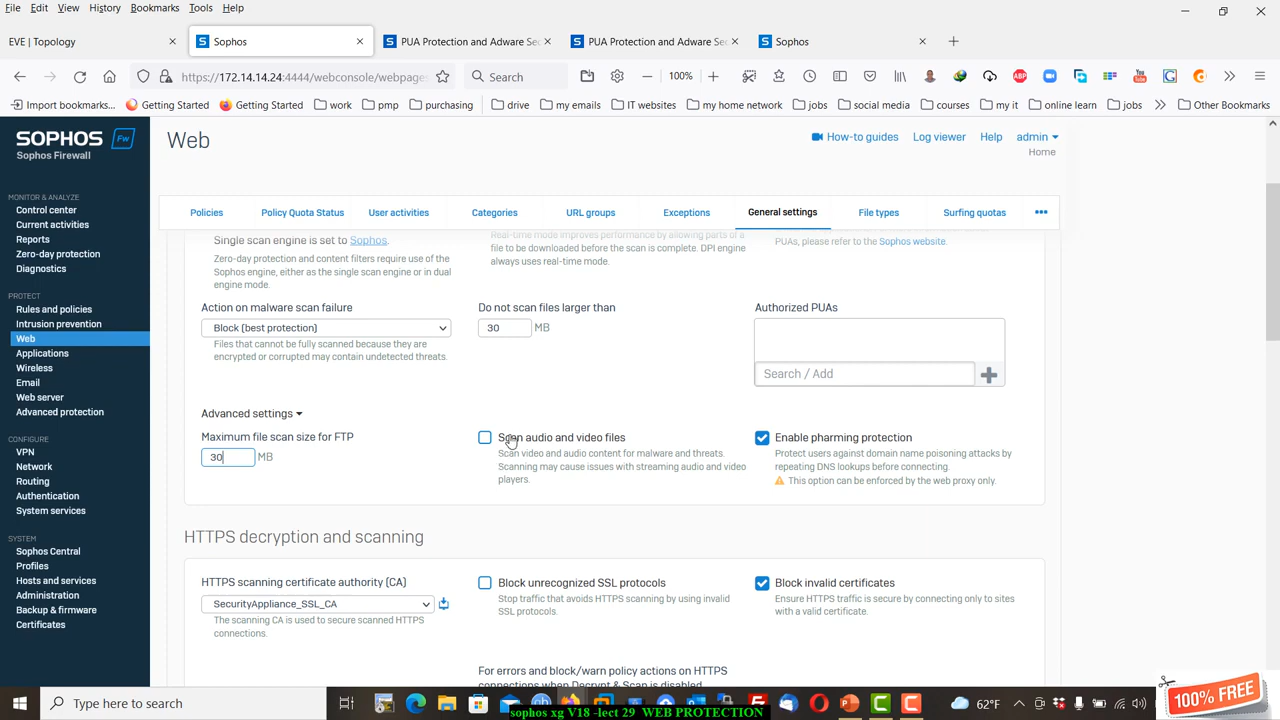 File Edit View History Bookmarks Tools Help
EVE | Topology
Sophos
PUA Protection and Adware Sec
PUA Protection and Adware Sec
Sophos
https://172.14.14.24:4444/webconsole/webpages
Search
100%
Import bookmarks...
Getting Started
Getting Started
work
pmp
purchasing
drive
my emails
IT websites
my home network
jobs
social media
courses
my it
online learn
jobs
Other Bookmarks
SOPHOS Fw
Sophos Firewall
MONITOR & ANALYZE
Control center
Current activities
Reports
Zero-day protection
Diagnostics
PROTECT
Rules and policies
Intrusion prevention
Web
Applications
Wireless
Email
Web server
Advanced protection
CONFIGURE
VPN
Network
Routing
Authentication
System services
SYSTEM
Sophos Central
Profiles
Hosts and services
Administration
Backup & firmware
Certificates
Web
How-to guides
Log viewer
Help
admin
Home
Policies
Policy Quota Status
User activities
Categories
URL groups
Exceptions
General settings
File types
Surfing quotas
Single scan engine is set to Sophos.
Zero-day protection and content filters require use of the
Sophos engine, either as the single scan engine or in dual
engine mode.
Real-time mode improves performance by allowing parts of a
file to be downloaded before the scan is complete. DPI engine
always uses real-time mode.
PUAs, please refer to the Sophos website.
Action on malware scan failure
Block (best protection)
Files that cannot be fully scanned because they are
encrypted or corrupted may contain undetected threats.
Do not scan files larger than
30 MB
Authorized PUAs
Search / Add
Advanced settings
Maximum file scan size for FTP
30 MB
Scan audio and video files
Scan video and audio content for malware and threats.
Scanning may cause issues with streaming audio and video
players.
Enable pharming protection
Protect users against domain name poisoning attacks by
repeating DNS lookups before connecting.
This option can be enforced by the web proxy only.
HTTPS decryption and scanning
HTTPS scanning certificate authority (CA)
SecurityAppliance_SSL_CA
The scanning CA is used to secure scanned HTTPS
connections.
Block unrecognized SSL protocols
Stop traffic that avoids HTTPS scanning by using invalid
SSL protocols.
Block invalid certificates
Ensure HTTPS traffic is secure by connecting only to sites
with a valid certificate.
For errors and block/warn policy actions on HTTPS
connections when Decrypt & Scan is disabled
100% FREE
Type here to search
62°F
sophos xg V18 -lect 29 WEB PROTECTION